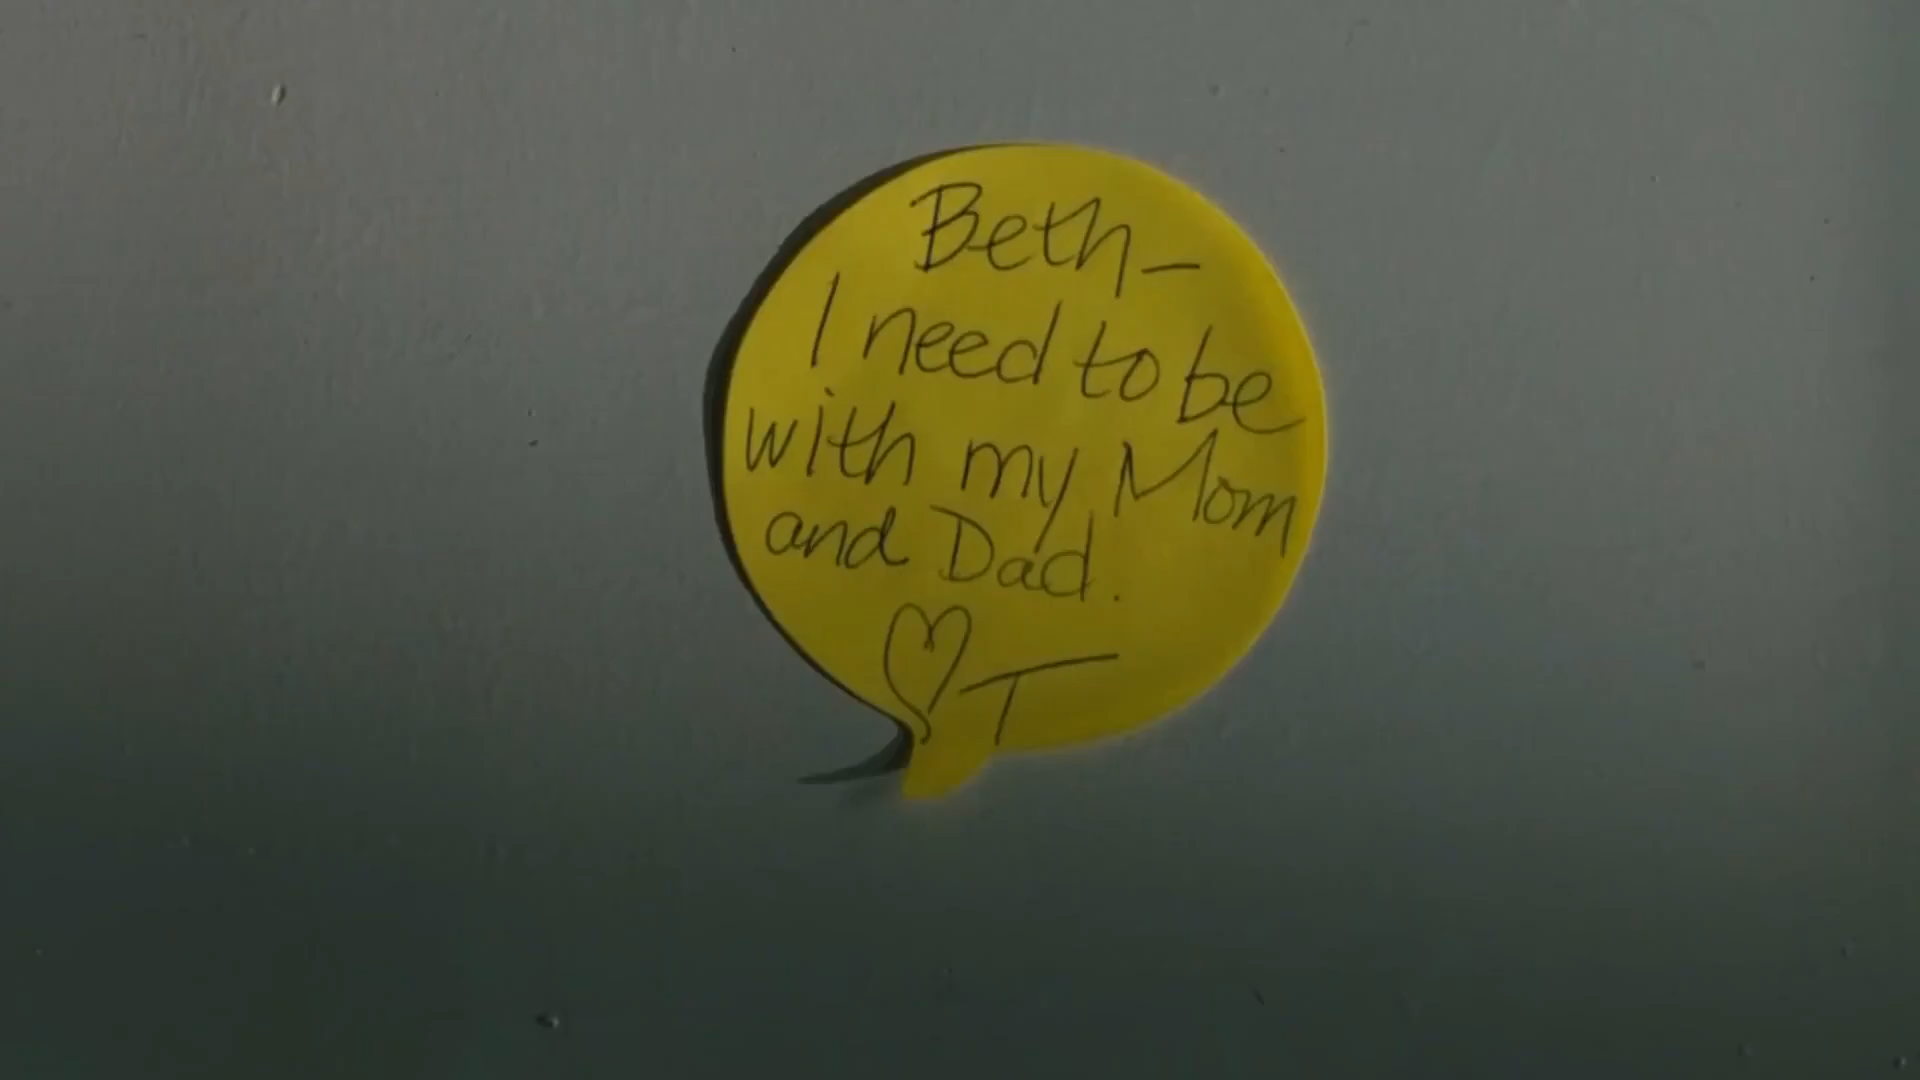 Beth-
I need to be
with my Mom
and Dad.
♡T